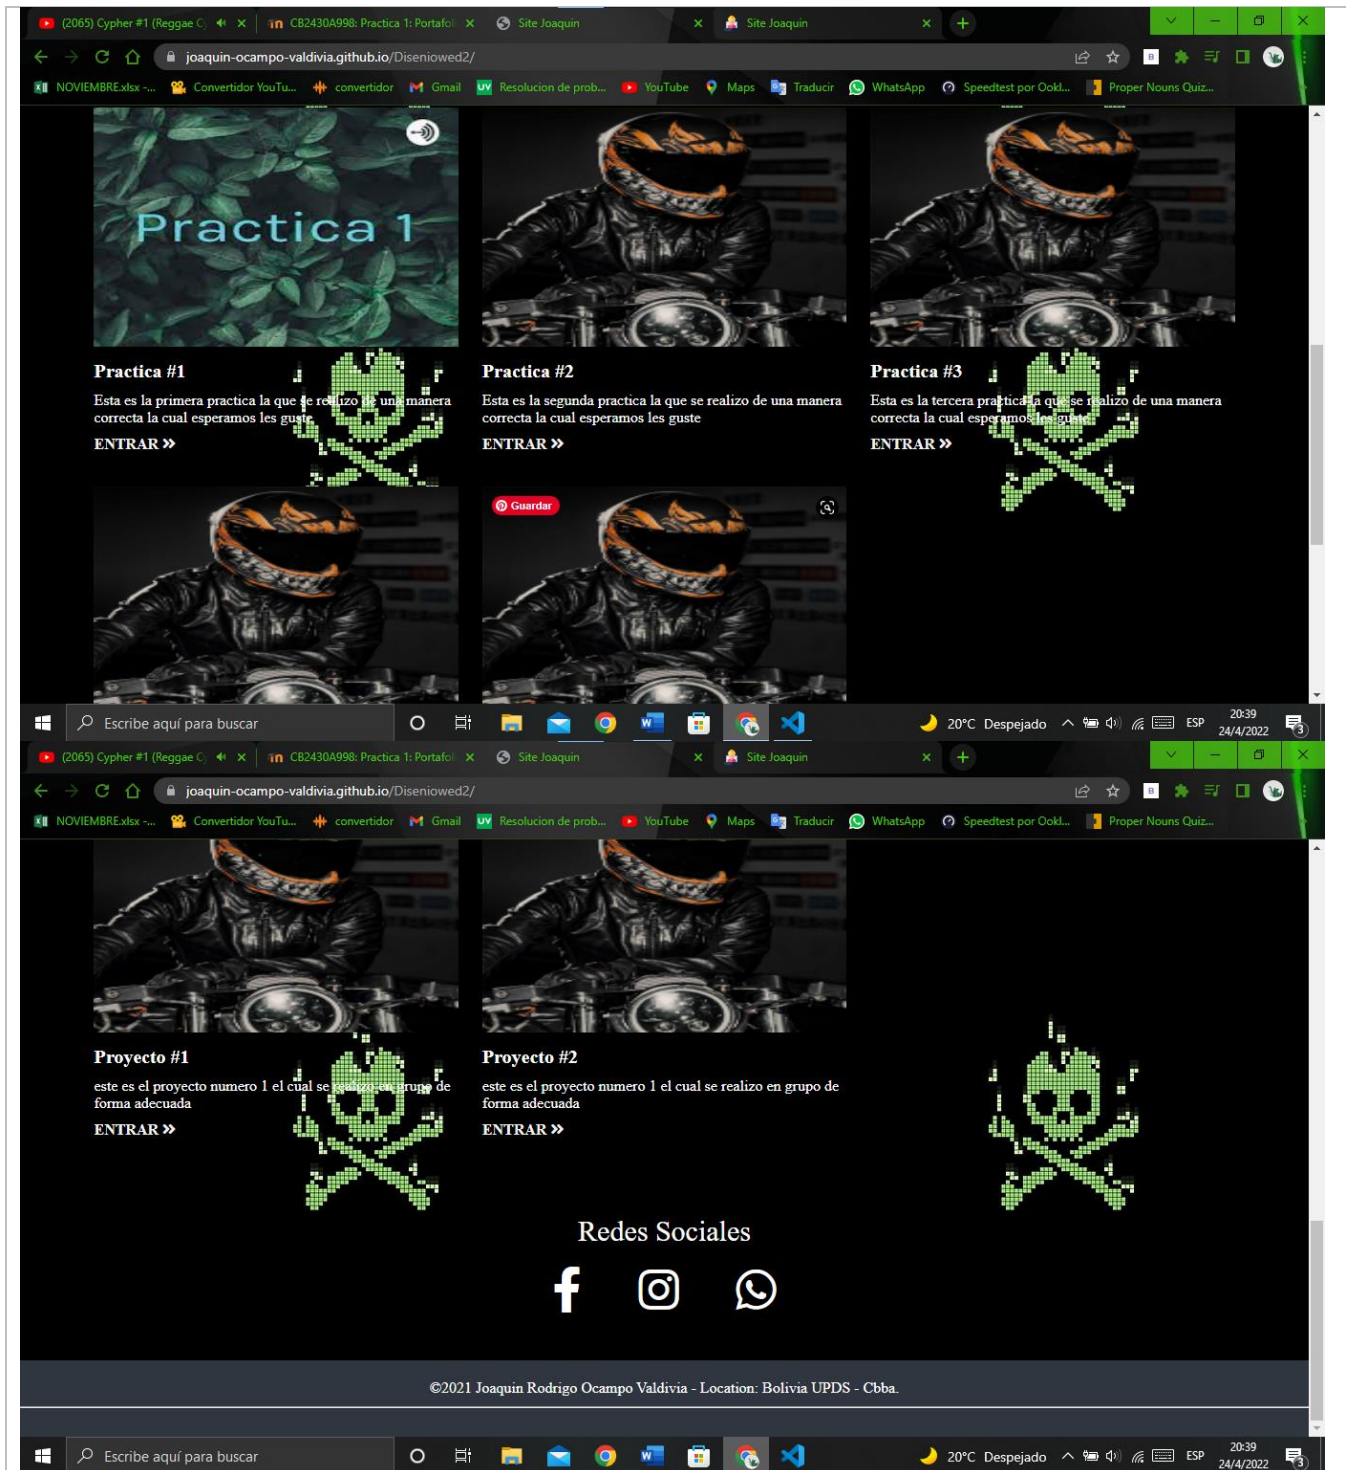 (2065) Cypher #1 (Reggae C
CB2430A998: Practica 1: Portafol
Site Joaquin
Site Joaquin
joaquin-ocampo-valdivia.github.io/Diseniowed2/
NOVIEMBRE.xlsx -...
Convertidor YouTu...
convertidor
Gmail
Resolucion de prob...
YouTube
Maps
Traducir
WhatsApp
Speedtest por Ookl...
Proper Nouns Quiz...
Practica 1
Practica #1
Esta es la primera practica la que se realizo de una manera
correcta la cual esperamos les guste
ENTRAR »
Practica #2
Esta es la segunda practica la que se realizo de una manera
correcta la cual esperamos les guste
ENTRAR »
Practica #3
Esta es la tercera practica la que se realizo de una manera
correcta la cual esperamos les guste
ENTRAR »
Guardar
Escribe aquí para buscar
20°C Despejado
ESP
20:39
24/4/2022
3
(2065) Cypher #1 (Reggae C
CB2430A998: Practica 1: Portafol
Site Joaquin
Site Joaquin
joaquin-ocampo-valdivia.github.io/Diseniowed2/
NOVIEMBRE.xlsx -...
Convertidor YouTu...
convertidor
Gmail
Resolucion de prob...
YouTube
Maps
Traducir
WhatsApp
Speedtest por Ookl...
Proper Nouns Quiz...
Proyecto #1
este es el proyecto numero 1 el cual se realizo en grupo de
forma adecuada
ENTRAR »
Proyecto #2
este es el proyecto numero 1 el cual se realizo en grupo de
forma adecuada
ENTRAR »
Redes Sociales
©2021 Joaquin Rodrigo Ocampo Valdivia - Location: Bolivia UPDS - Cbba.
Escribe aquí para buscar
20°C Despejado
ESP
20:39
24/4/2022
3